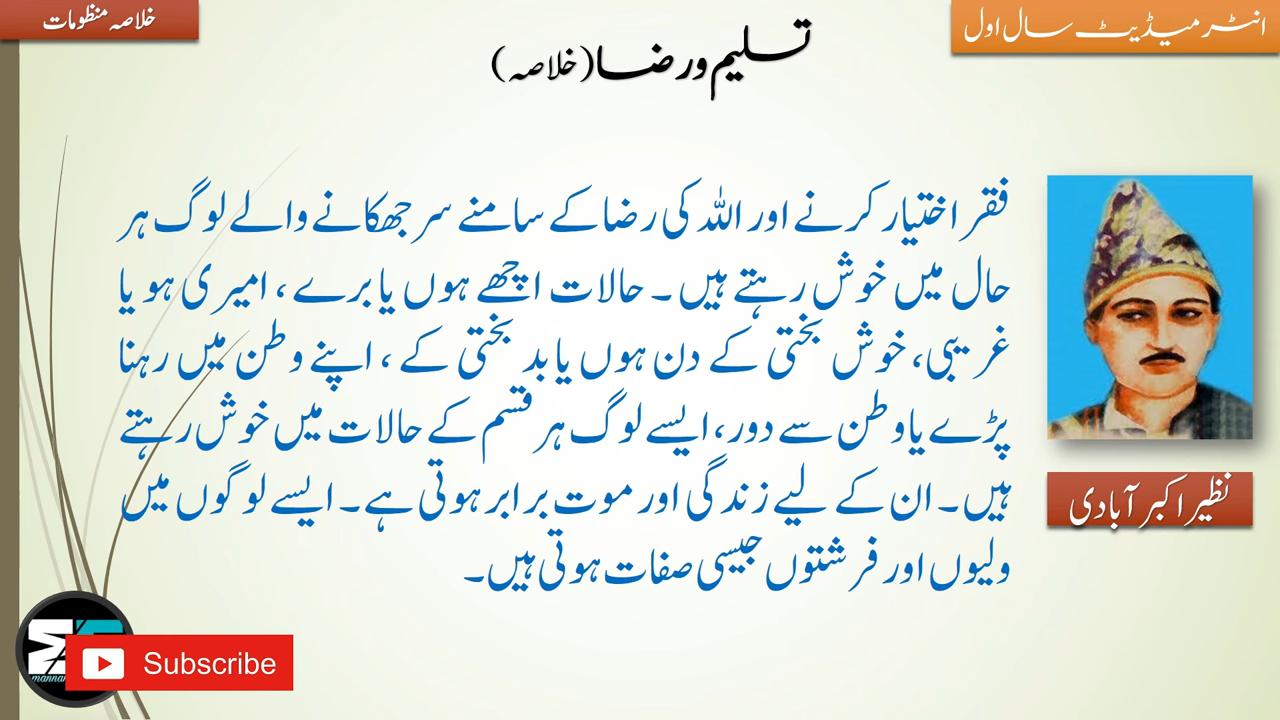 انٹرمیڈیٹ سال اول
خلاصہ منظومات
تسلیم و رضا (خلاصہ)
فقر اختیار کرنے اور اللہ کی رضا کے سامنے سر جھکانے والے لوگ ہر
حال میں خوش رہتے ہیں۔ حالات اچھے ہوں یا برے، امیری ہو یا
غریبی، خوش بختی کے دن ہوں یا بد بختی کے، اپنے وطن میں رہنا
پڑے یا وطن سے دور، ایسے لوگ ہر قسم کے حالات میں خوش رہتے
ہیں۔ ان کے لیے زندگی اور موت برابر ہوتی ہے۔ ایسے لوگوں میں
ولیوں اور فرشتوں جیسی صفات ہوتی ہیں۔
نظیر اکبر آبادی
Subscribe